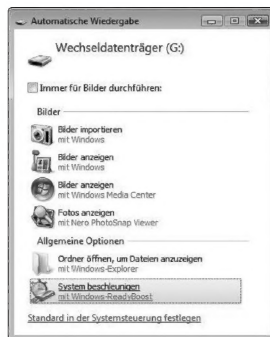 Automatische Wiedergabe
Wechseldatenträger (G:)
Immer für Bilder durchführen:
Bilder
Bilder importieren
mit Windows
Bilder anzeigen
mit Windows
Bilder anzeigen
mit Windows Media Center
Fotos anzeigen
mit Nero PhotoSnap Viewer
Allgemeine Optionen
Ordner öffnen, um Dateien anzuzeigen
mit Windows-Explorer
System beschleunigen
mit Windows-ReadyBoost
Standard in der Systemsteuerung festlegen